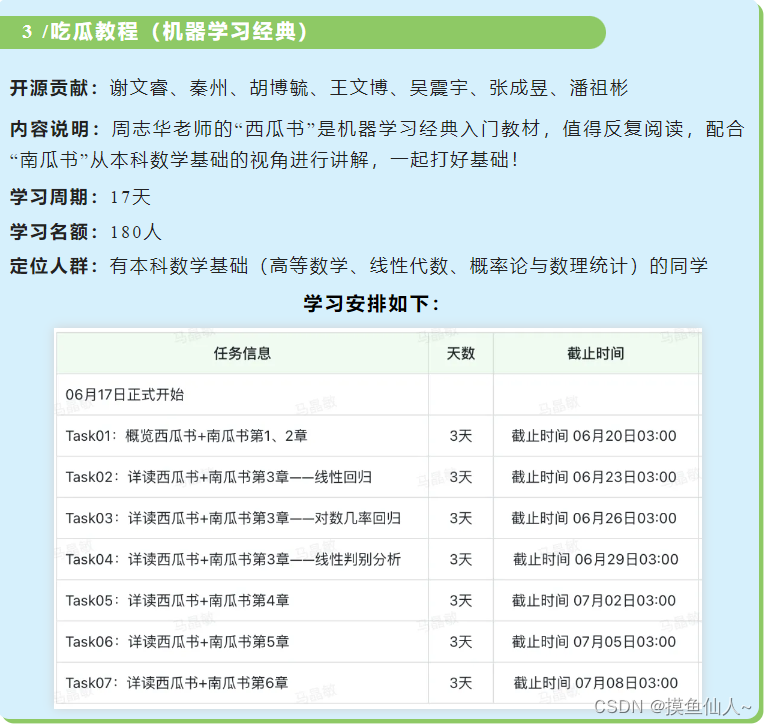 3 /吃瓜教程（机器学习经典）
开源贡献：谢文睿、秦州、胡博毓、王文博、吴震宇、张成昱、潘祖彬
内容说明：周志华老师的“西瓜书”是机器学习经典入门教材，值得反复阅读，配合
“南瓜书”从本科数学基础的视角进行讲解，一起打好基础！
学习周期：17天
学习名额：180人
定位人群：有本科数学基础（高等数学、线性代数、概率论与数理统计）的同学
学习安排如下：
任务信息 天数 截止时间
06月17日正式开始
Task01：概览西瓜书+南瓜书第1、2章 3天 截止时间 06月20日03:00
Task02：详读西瓜书+南瓜书第3章——线性回归 3天 截止时间 06月23日03:00
Task03：详读西瓜书+南瓜书第3章——对数几率回归 3天 截止时间 06月26日03:00
Task04：详读西瓜书+南瓜书第3章——线性判别分析 3天 截止时间 06月29日03:00
Task05：详读西瓜书+南瓜书第4章 3天 截止时间 07月02日03:00
Task06：详读西瓜书+南瓜书第5章 3天 截止时间 07月05日03:00
Task07：详读西瓜书+南瓜书第6章 3天 截止时间 07月08日03:00
马晶敏
CSDN @摸鱼仙人~